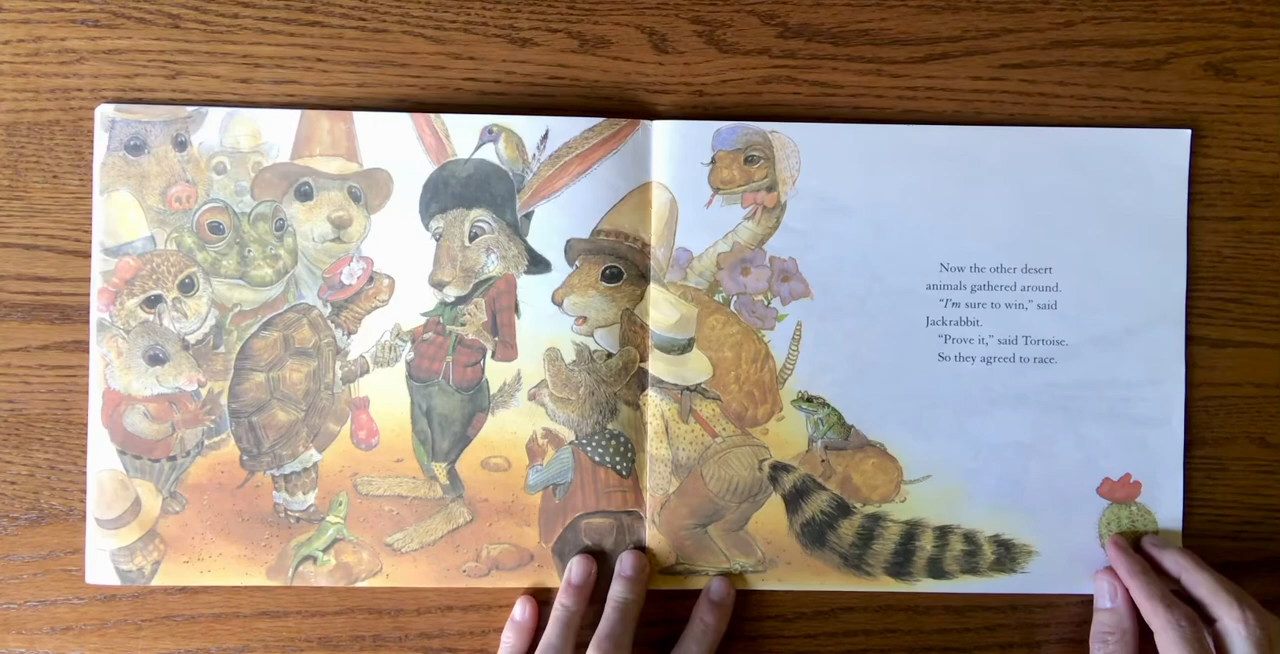 Now the other desert
animals gathered around.
“I’m sure to win,” said
Jackrabbit.
“Prove it,” said Tortoise.
So they agreed to race.